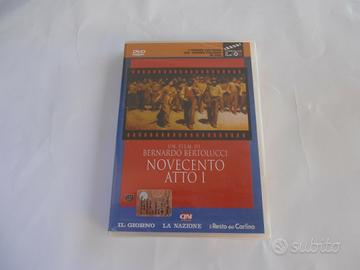 DVD
UN FILM DI
BERNARDO BERTOLUCCI
NOVECENTO
ATTO I
QN
IL GIORNO LA NAZIONE il Resto del Carlino
subito